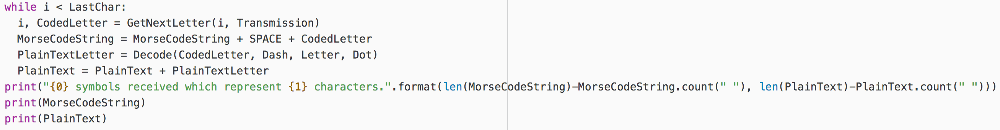 while i < LastChar:
  i, CodedLetter = GetNextLetter(i, Transmission)
  MorseCodeString = MorseCodeString + SPACE + CodedLetter
  PlainTextLetter = Decode(CodedLetter, Dash, Letter, Dot)
  PlainText = PlainText + PlainTextLetter
print("{0} symbols received which represent {1} characters.".format(len(MorseCodeString)-MorseCodeString.count(" "), len(PlainText)-PlainText.count(" ")))
print(MorseCodeString)
print(PlainText)